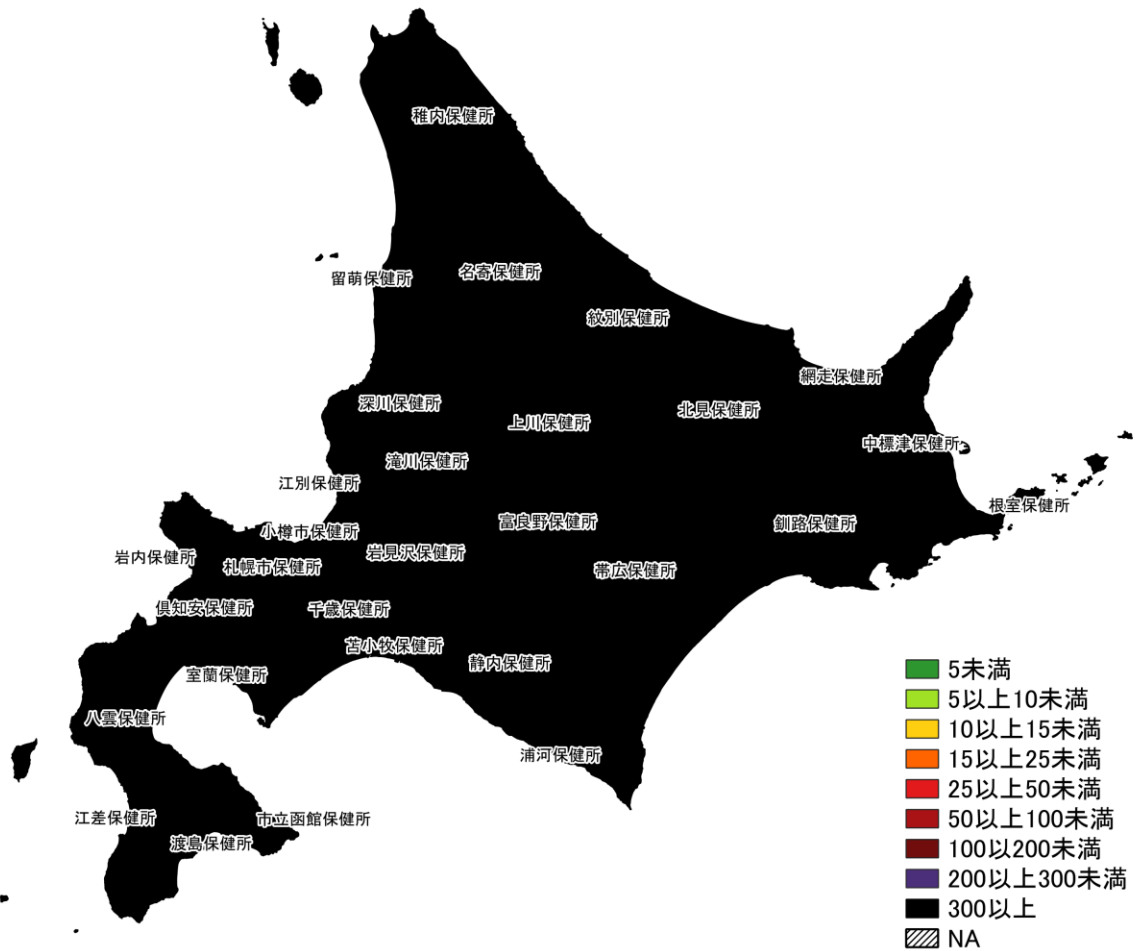 稚内保健所
名寄保健所
留萌保健所
紋別保健所
網走保健所
深川保健所
北見保健所
上川保健所
中標津保健所
滝川保健所
江別保健所
根室保健所
富良野保健所
釧路保健所
小樽市保健所
岩見沢保健所
岩内保健所
札幌市保健所
帯広保健所
倶知安保健所
千歳保健所
苫小牧保健所
静内保健所
室蘭保健所
八雲保健所
浦河保健所
江差保健所
市立函館保健所
渡島保健所
5未満
5以上10未満
10以上15未満
15以上25未満
25以上50未満
50以上100未満
100以200未満
200以上300未満
300以上
NA